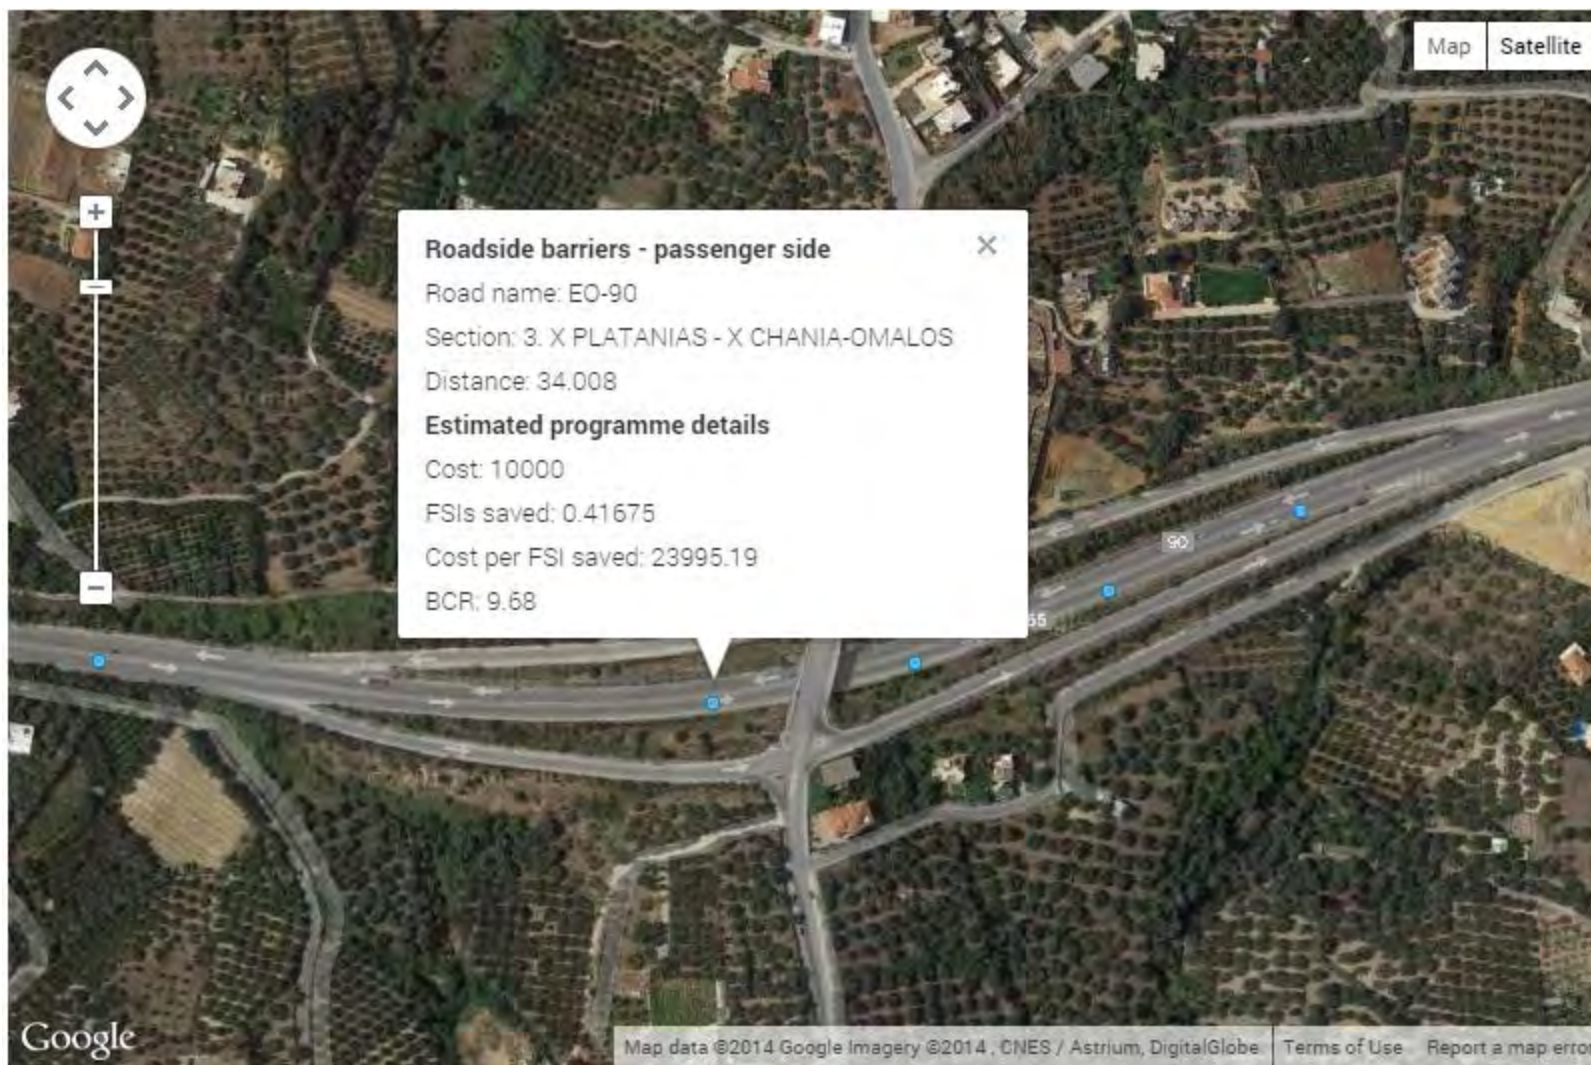 Map Satellite
Roadside barriers - passenger side
Road name: EO-90
Section: 3. X PLATANIAS - X CHANIA-OMALOS
Distance: 34.008
Estimated programme details
Cost: 10000
FSIs saved: 0.41675
Cost per FSI saved: 23995.19
BCR: 9.68
90
65
Google
Map data ©2014 Google Imagery ©2014 , CNES / Astrium, DigitalGlobe Terms of Use Report a map error